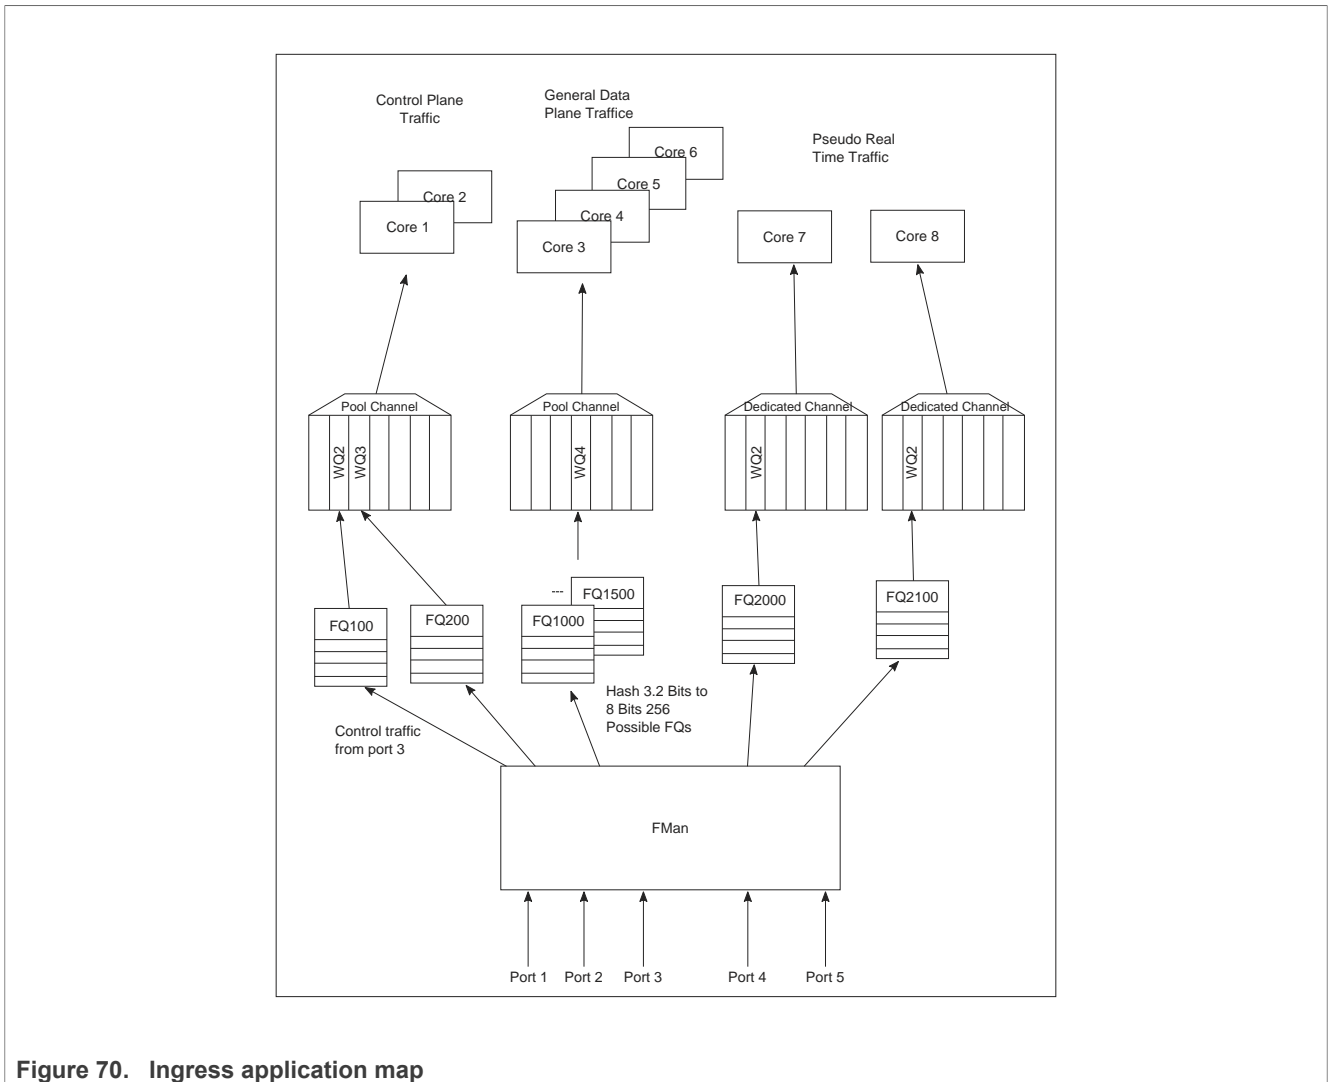 Control Plane
Traffic
General Data
Plane Traffice
Pseudo Real
Time Traffic
Core 6
Core 5
Core 4
Core 3
Core 2
Core 1
Core 7
Core 8
Pool Channel
Pool Channel
Dedicated Channel
Dedicated Channel
WQ2
WQ3
WQ4
WQ2
WQ2
FQ100
FQ200
---
FQ1500
FQ1000
FQ2000
FQ2100
Hash 3.2 Bits to
8 Bits 256
Possible FQs
Control traffic
from port 3
FMan
Port 1
Port 2
Port 3
Port 4
Port 5
Figure 70. Ingress application map